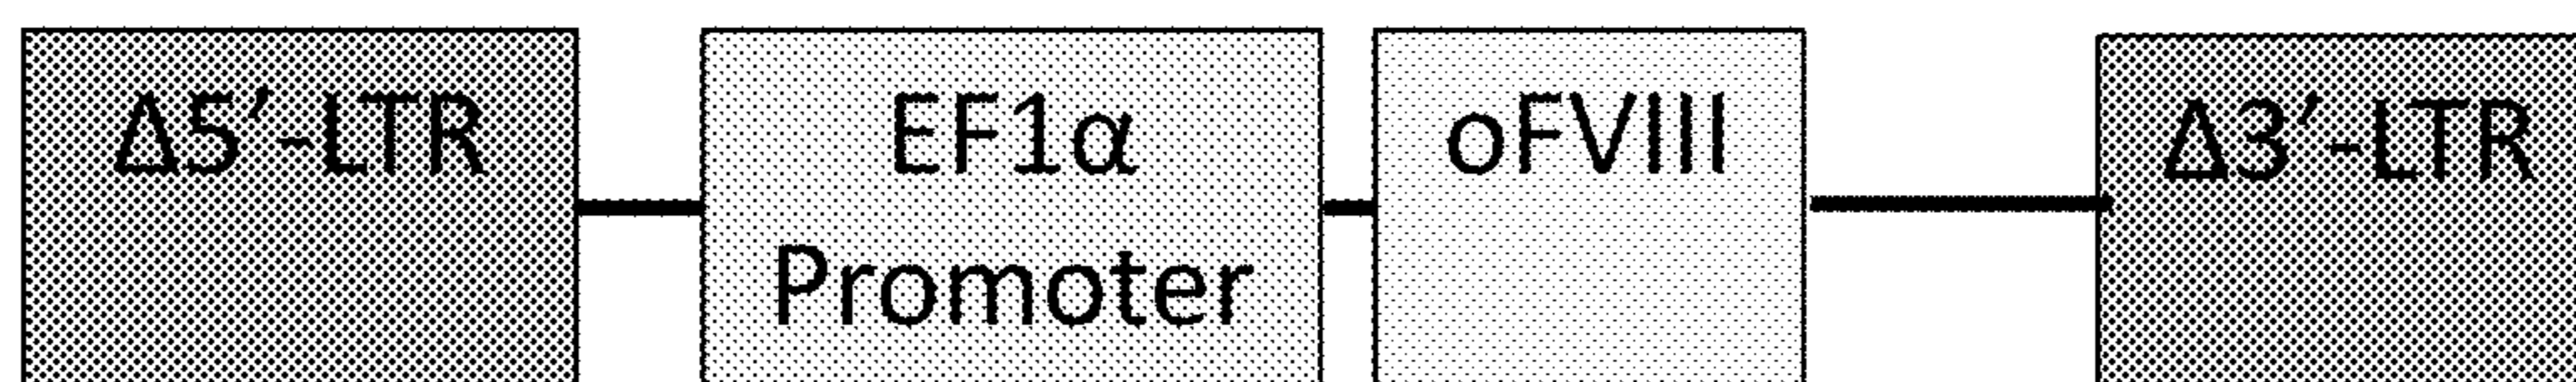 Δ5′-LTR
EF1α
Promoter
oFVIII
Δ3′-LTR